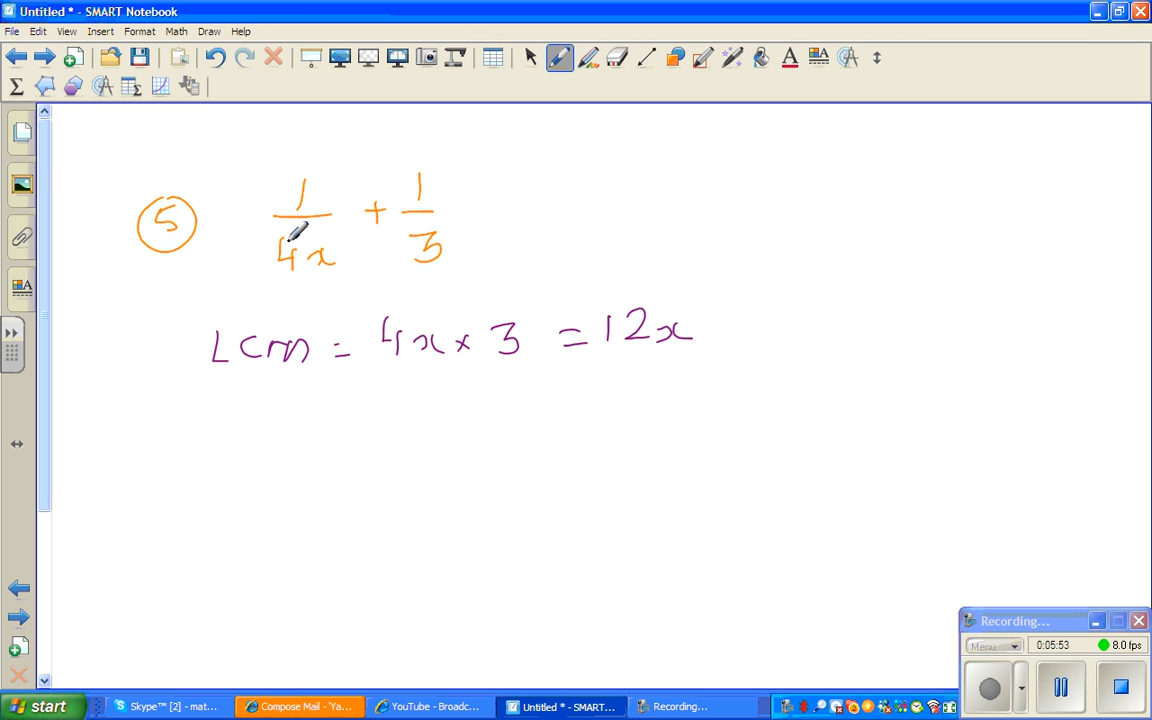 Untitled * - SMART Notebook
File Edit View Insert Format Math Draw Help
5 1/4x + 1/3
LCM = 4x × 3 = 12x
Recording...
Menu 0:05:53 8.0 fps
start Skype™ [2] - mat... Compose Mail - 'Ya... YouTube - Broadc... Untitled * - SMART... Recording...